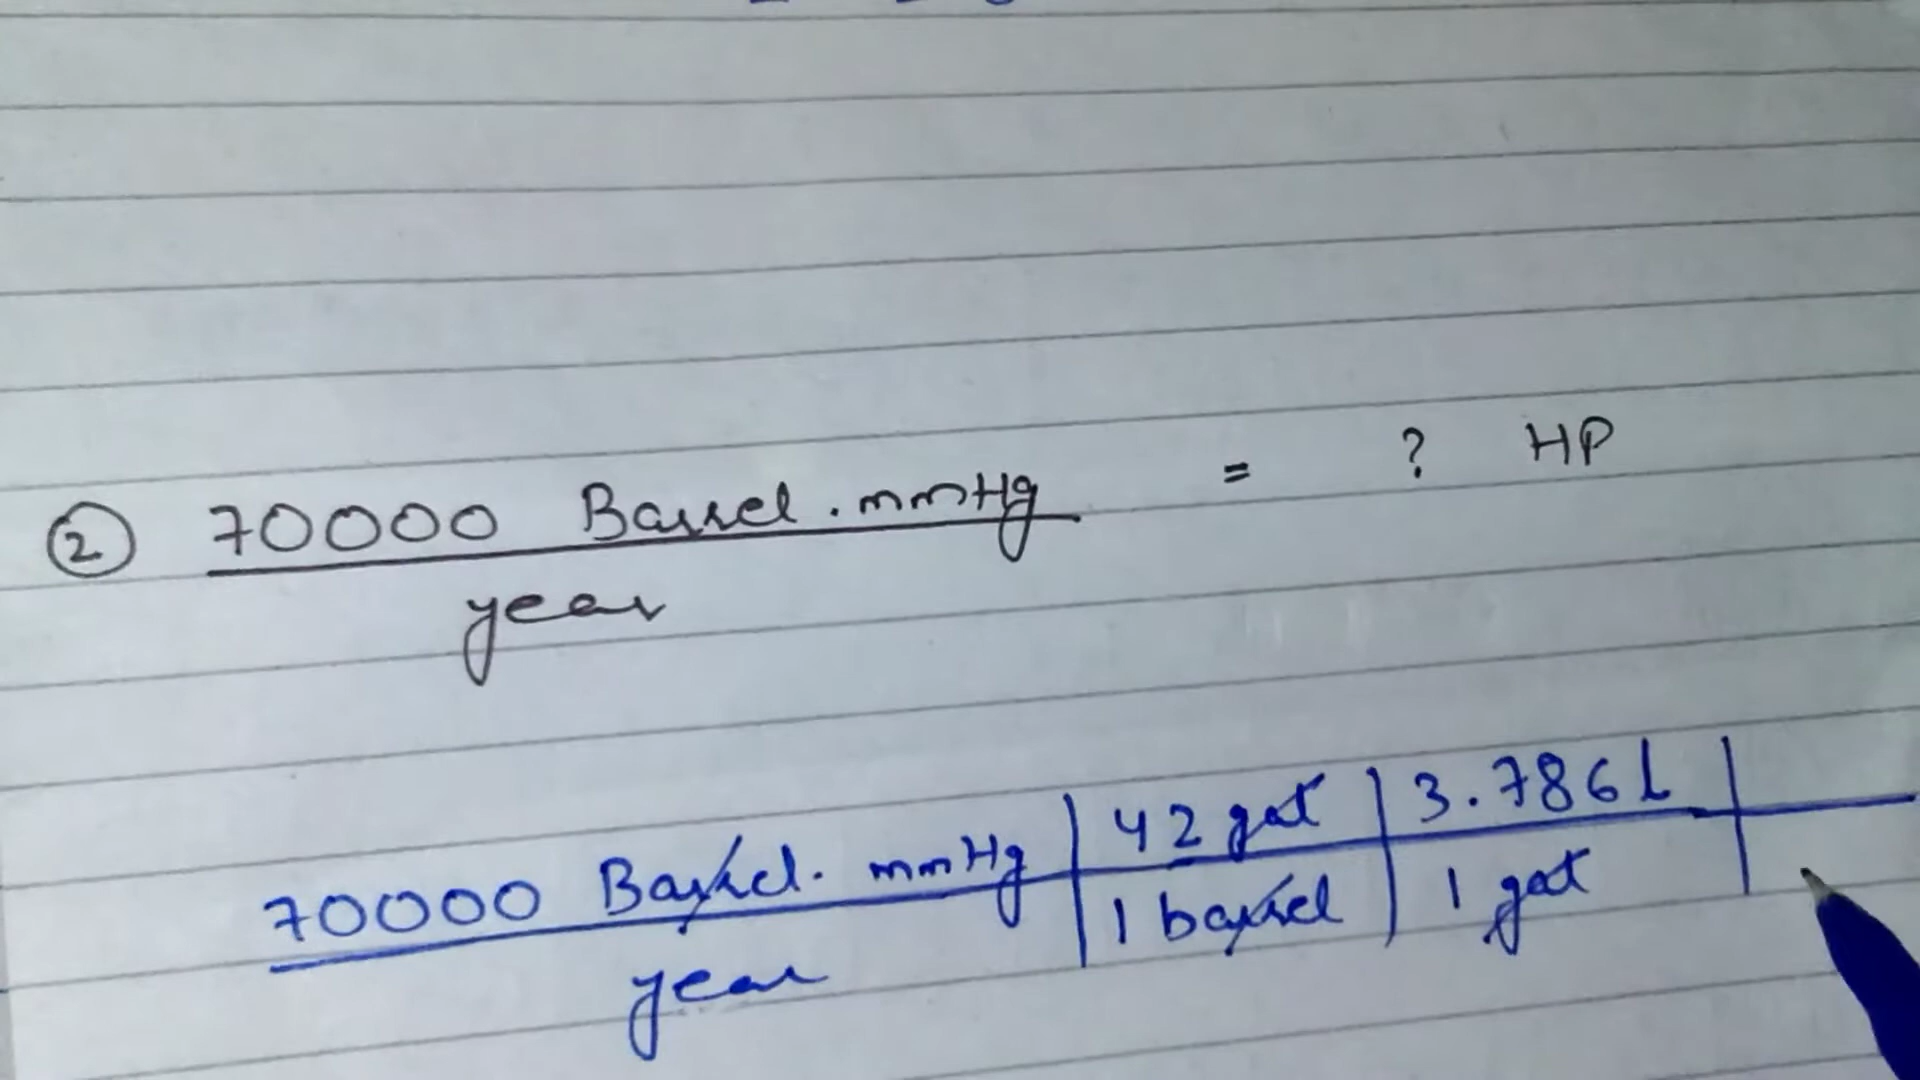 ② 70000 Barrel . mmHg = ? HP
year
70000 Barrel. mmHg | 42 gal | 3.786 L |
year | 1 barrel | 1 gal |